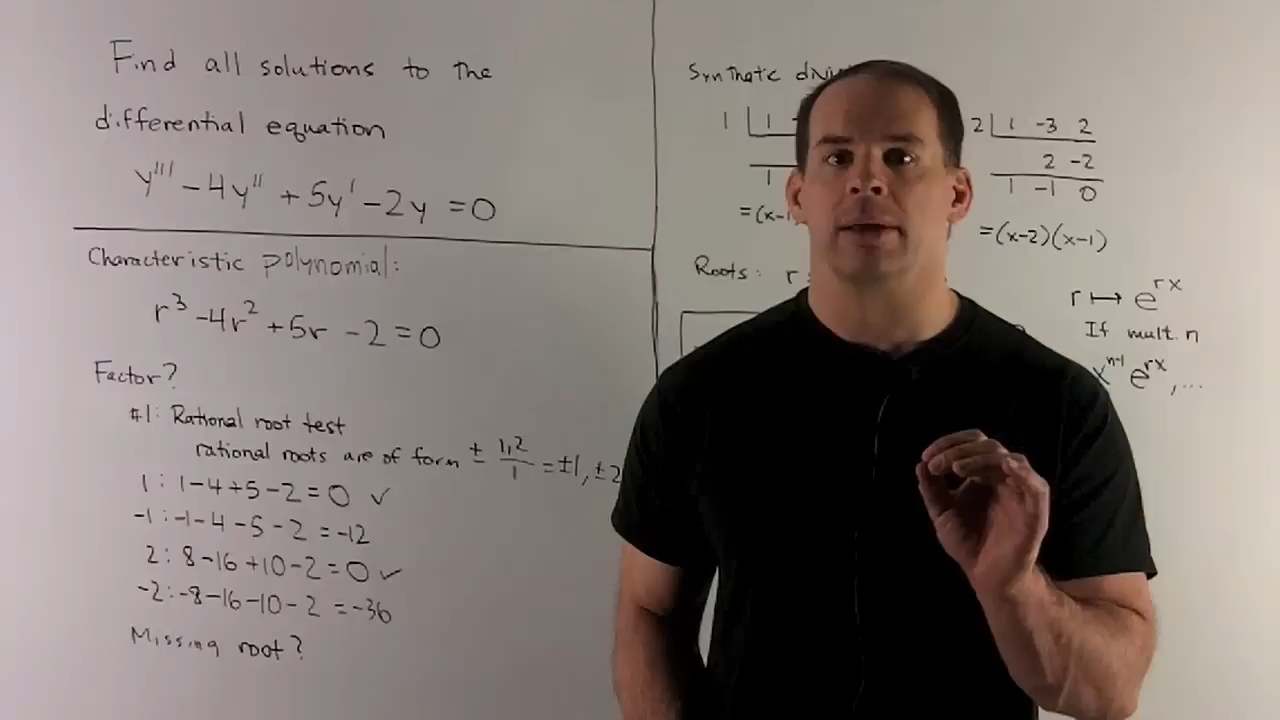 Find all solutions to the
differential equation
y''' - 4y'' + 5y' - 2y = 0
Characteristic polynomial:
r³ - 4r² + 5r - 2 = 0
Factor?
#1: Rational root test
rational roots are of form ± 1,2/1 = ±1, ±2
1: 1-4+5-2=0 ✓
-1: -1-4-5-2 = -12
2: 8-16+10-2=0 ✓
-2: -8-16-10-2 = -36
Missing root?
Synthetic
1 | 1
1
=(x-1
2 | 1 -3 2
2 -2
1 -1 0
=(x-2)(x-1)
Roots: r
r ↦ e^{rx}
If mult. n
x^{n-1} e^{rx}, ...